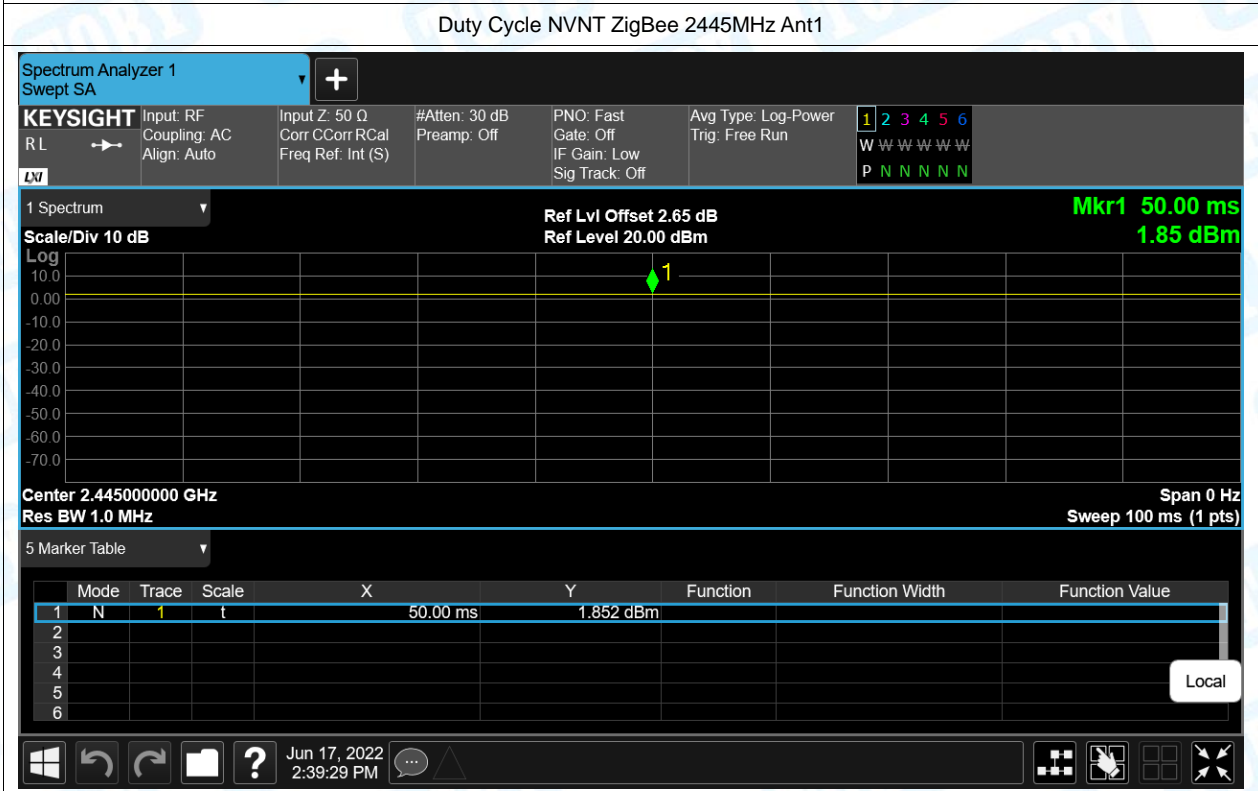 Duty Cycle NVNT ZigBee 2445MHz Ant1
Spectrum Analyzer 1
Swept SA
KEYSIGHT
RL
LXI
Input: RF
Coupling: AC
Align: Auto
Input Z: 50 Ω
Corr CCorr RCal
Freq Ref: Int (S)
#Atten: 30 dB
Preamp: Off
PNO: Fast
Gate: Off
IF Gain: Low
Sig Track: Off
Avg Type: Log-Power
Trig: Free Run
1 2 3 4 5 6
W W W W W W
P N N N N N
1 Spectrum
Scale/Div 10 dB
Ref Lvl Offset 2.65 dB
Ref Level 20.00 dBm
Mkr1 50.00 ms
1.85 dBm
Log
1
10.0
0.00
-10.0
-20.0
-30.0
-40.0
-50.0
-60.0
-70.0
Center 2.445000000 GHz
Span 0 Hz
Res BW 1.0 MHz
Sweep 100 ms (1 pts)
5 Marker Table
Mode Trace Scale X Y Function Function Width Function Value
1 N 1 t 50.00 ms 1.852 dBm
2
3
4
5
6
Local
?
Jun 17, 2022
2:39:29 PM